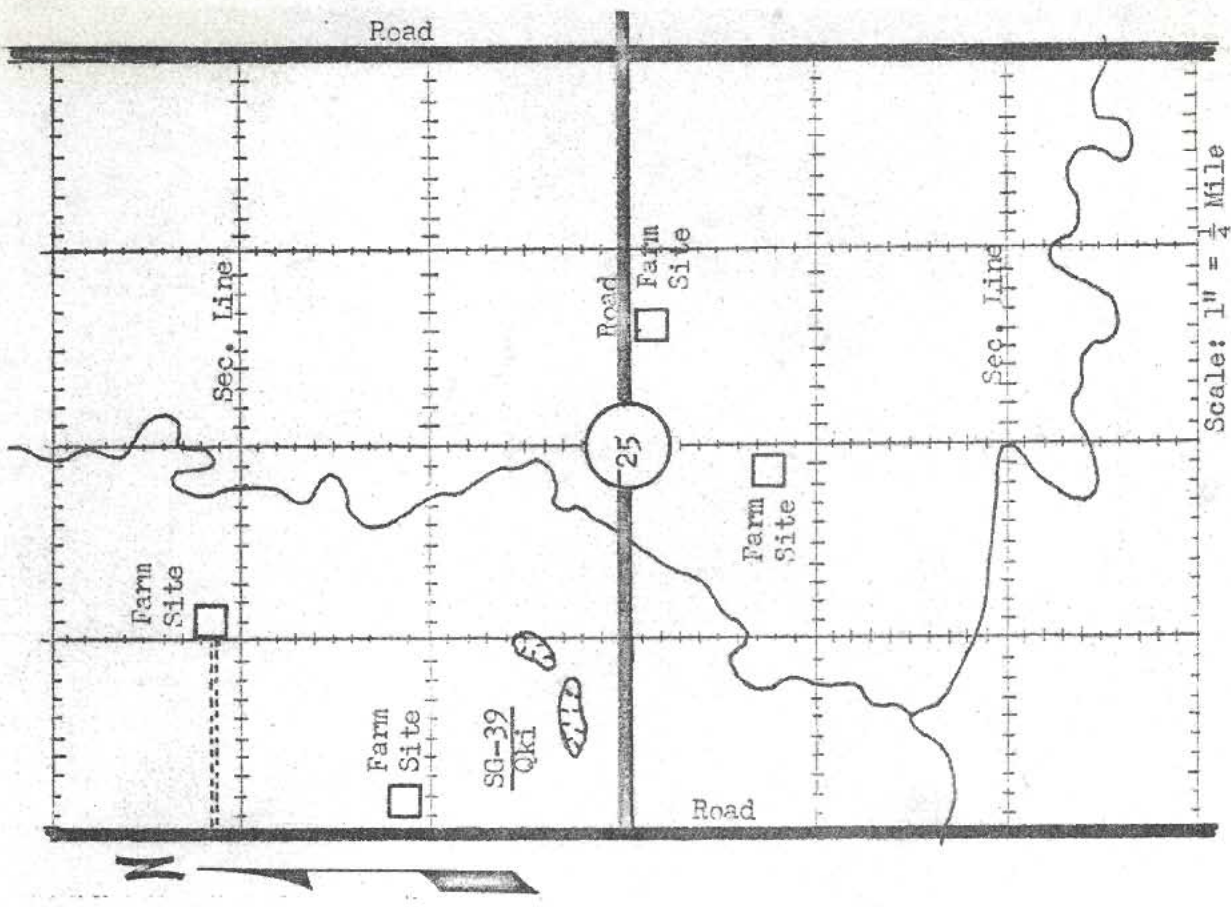 Road
Sec. Line
Farm
Site
Farm
Site
SG-39
Qki
Road
Farm
Site
25
Farm
Site
Sec. Line
Road
N
Scale: 1" = ¼ Mile